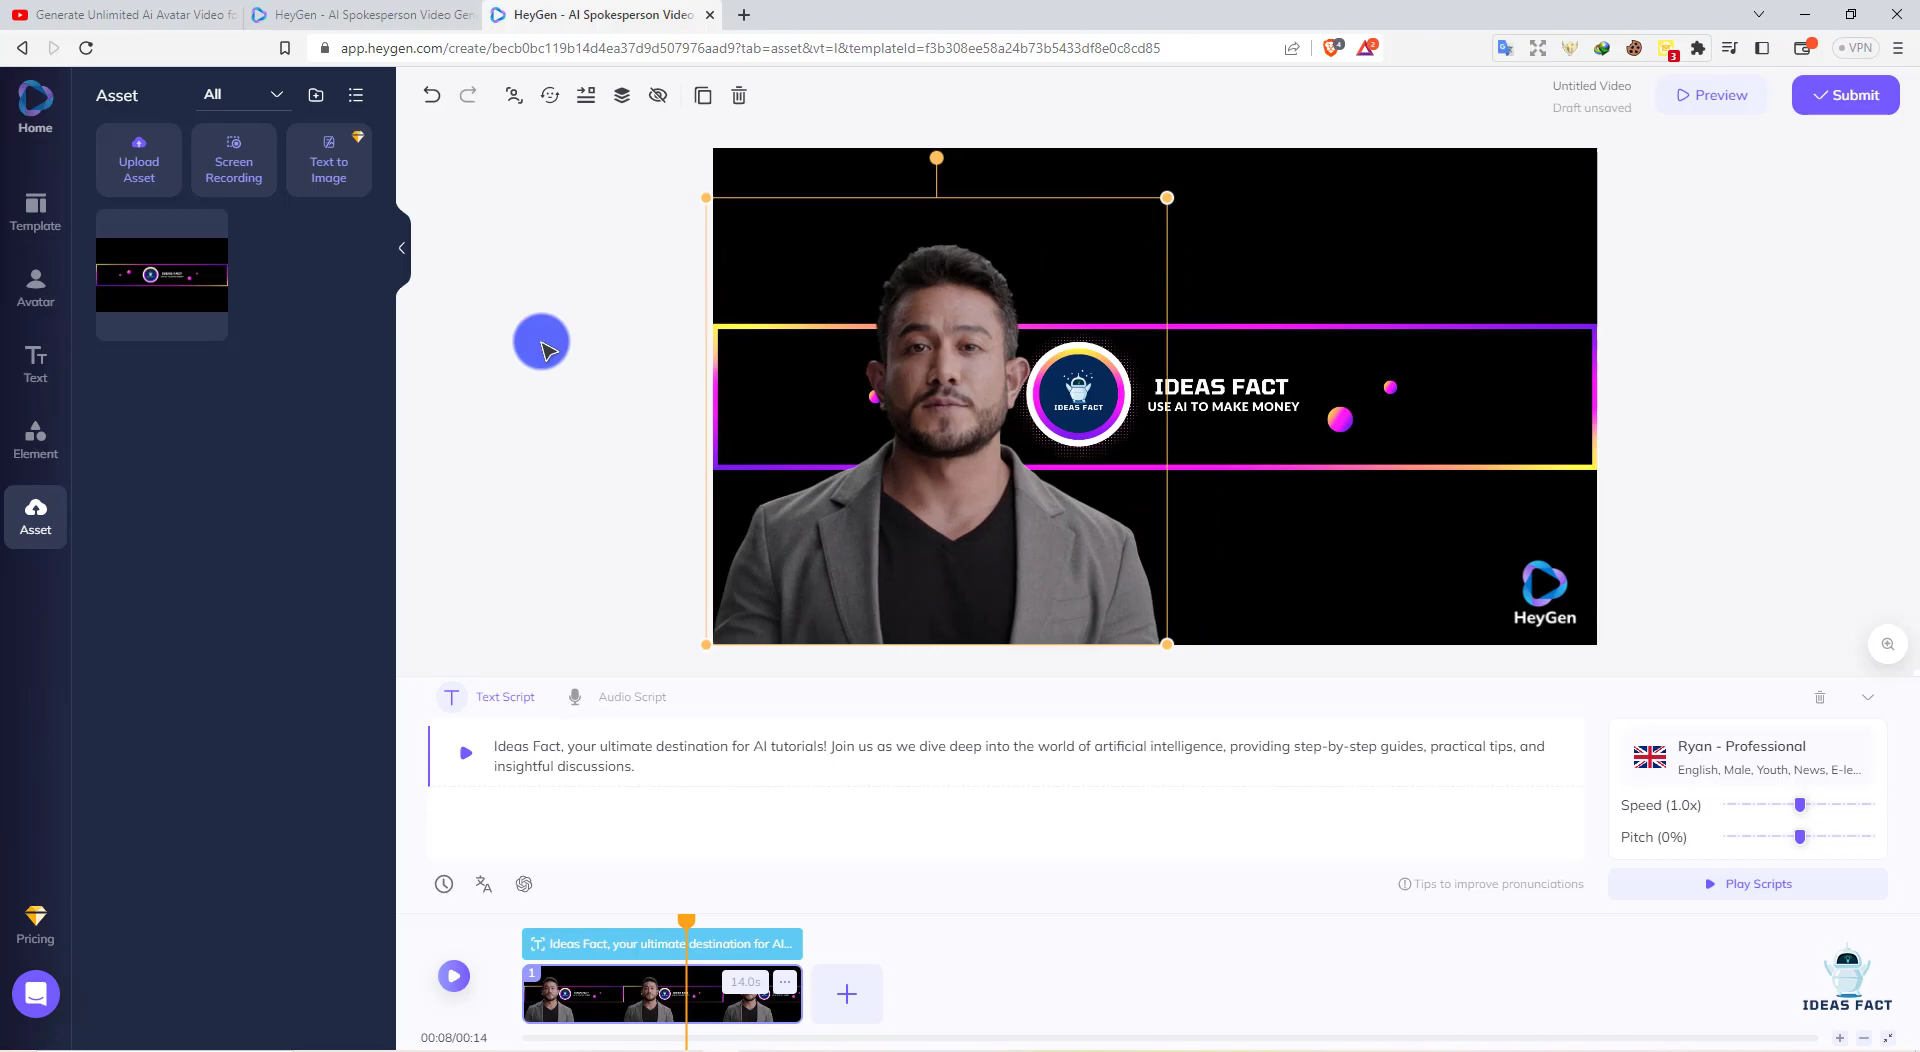 Generate Unlimited Ai Avatar Video fo
HeyGen - AI Spokesperson Video Gen
HeyGen - AI Spokesperson Video
app.heygen.com/create/becb0bc119b14d4ea37d9d507976aad9?tab=asset&vt=l&templateId=f3b308ee58a24b73b5433df8e0c8cd85
4
2
3
VPN
Home
Template
Avatar
Text
Element
Asset
Pricing
Asset
All
Upload Asset
Screen Recording
Text to Image
Untitled Video
Draft unsaved
Preview
Submit
IDEAS FACT
IDEAS FACT
USE AI TO MAKE MONEY
HeyGen
Text Script
Audio Script
Ideas Fact, your ultimate destination for AI tutorials! Join us as we dive deep into the world of artificial intelligence, providing step-by-step guides, practical tips, and
insightful discussions.
Ryan - Professional
English, Male, Youth, News, E-le...
Speed (1.0x)
Pitch (0%)
Tips to improve pronunciations
Play Scripts
Ideas Fact, your ultimate destination for AI...
1
14.0s
00:08/00:14
IDEAS FACT